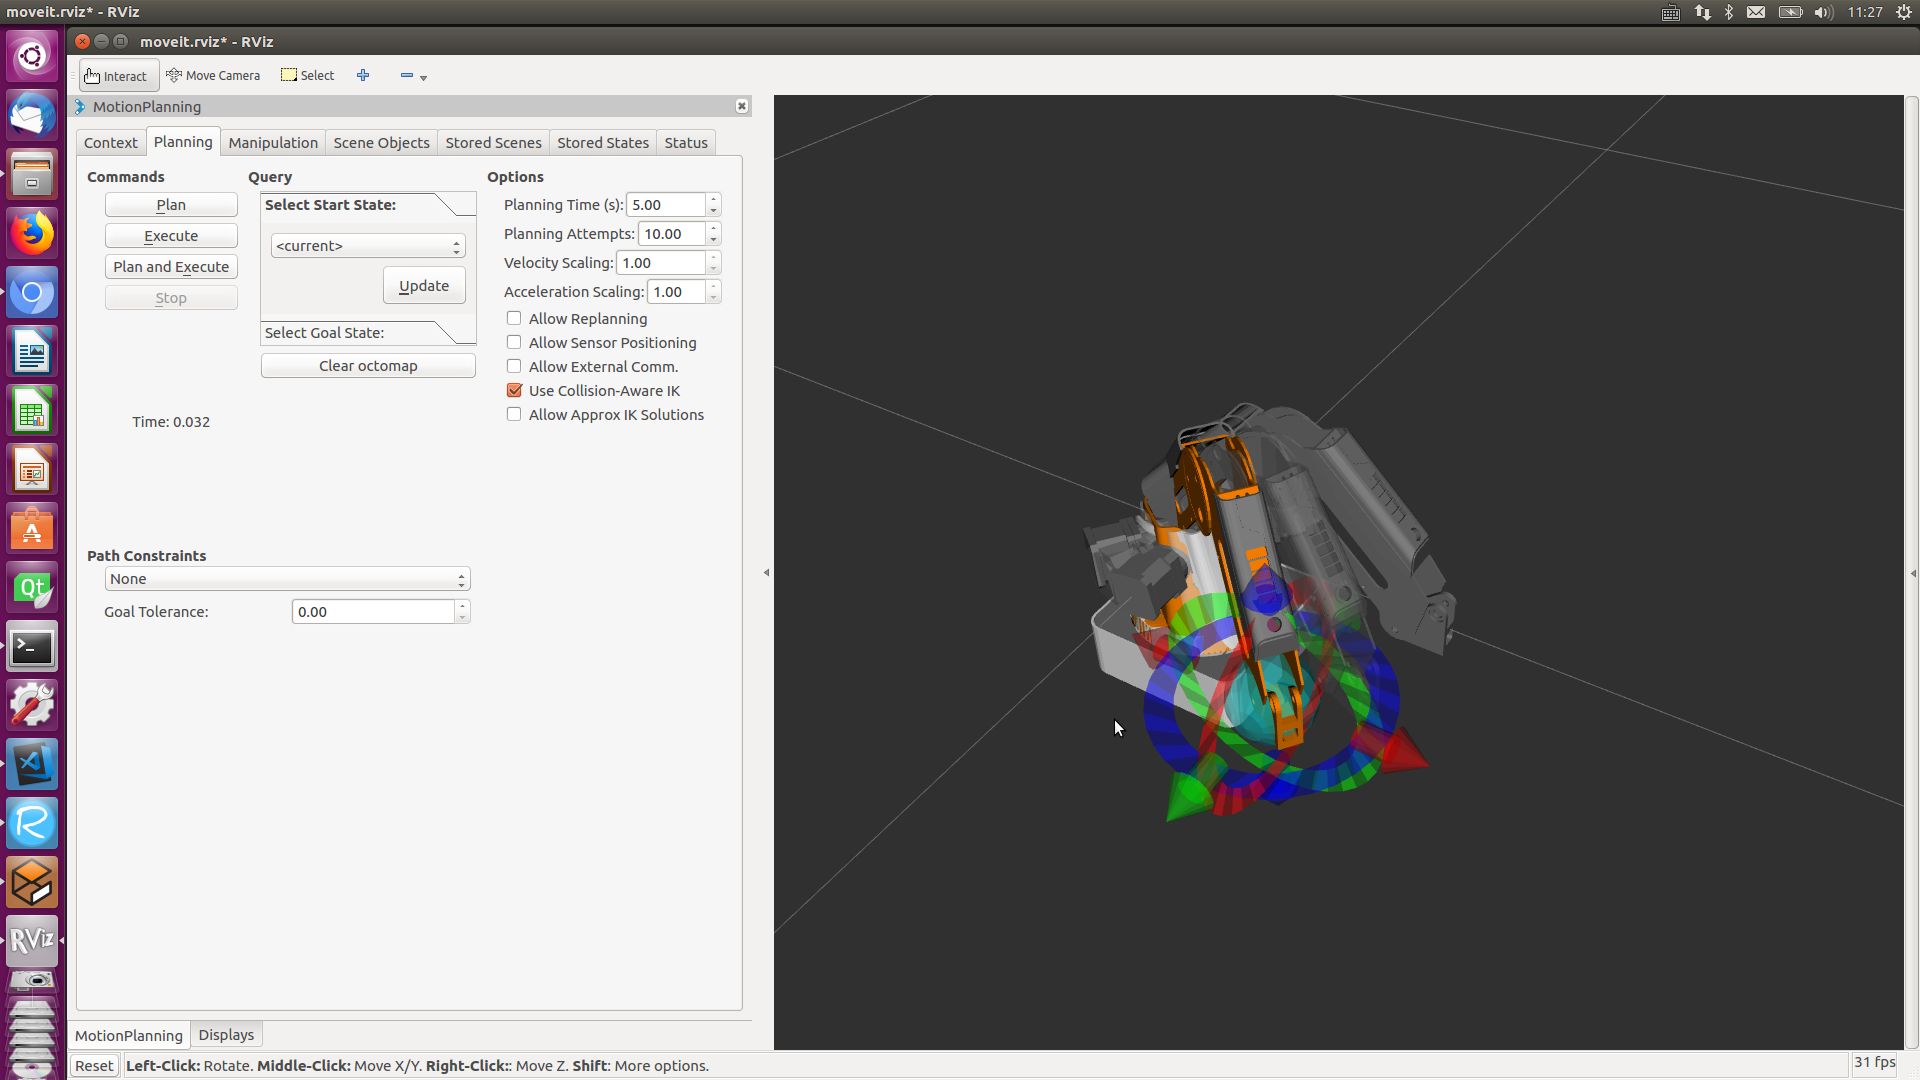 moveit.rviz* - RViz
11:27
moveit.rviz* - RViz
Interact
Move Camera
Select
MotionPlanning
Context
Planning
Manipulation
Scene Objects
Stored Scenes
Stored States
Status
Commands
Query
Options
Plan
Select Start State:
Planning Time (s): 5.00
Execute
Planning Attempts: 10.00
<current>
Plan and Execute
Velocity Scaling: 1.00
Update
Stop
Acceleration Scaling: 1.00
Allow Replanning
Select Goal State:
Allow Sensor Positioning
Clear octomap
Allow External Comm.
Use Collision-Aware IK
Allow Approx IK Solutions
Time: 0.032
Path Constraints
None
Goal Tolerance: 0.00
Qt
RViz
MotionPlanning
Displays
Reset
Left-Click: Rotate. Middle-Click: Move X/Y. Right-Click:: Move Z. Shift: More options.
31 fps